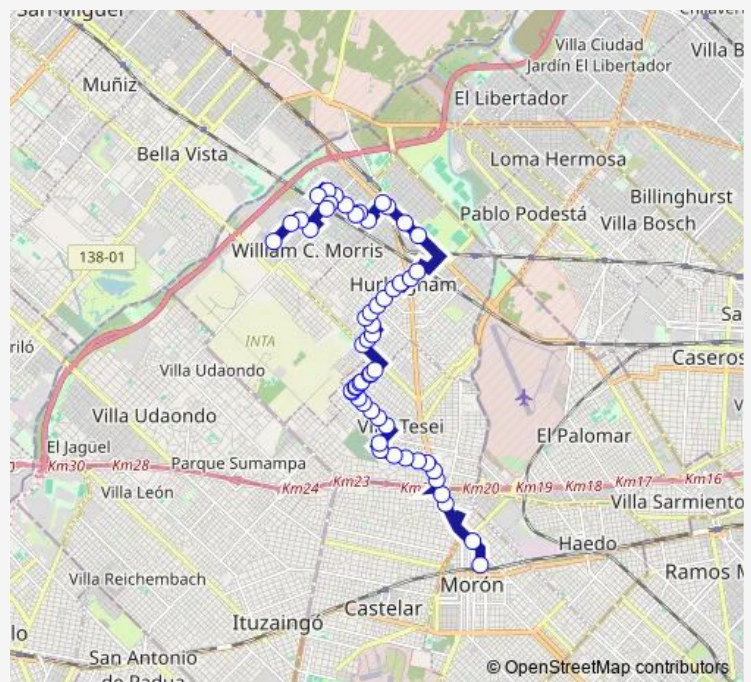 San Miguel
Villa Ciudad
Jardín El Libertador
Villa B
Muñiz
El Libertador
Bella Vista
Loma Hermosa
Billinghurst
Pablo Podestá
Villa Bosch
138-01
William C. Morris
Hurlingham
Sa
riló
INTA
Caseros
Villa Udaondo
Villa Udaondo
Villa Tesei
El Palomar
El Jagüel
Km30
Km28
Parque Sumampa
Km24
Km23
Km20
Km19
Km18
Km17
Km16
Villa León
Villa Sarmiento
Haedo
Villa Reichembach
Morón
Ramos M
Castelar
Ituzaingó
lo
San Antonio
de Padua
© OpenStreetMap contributors